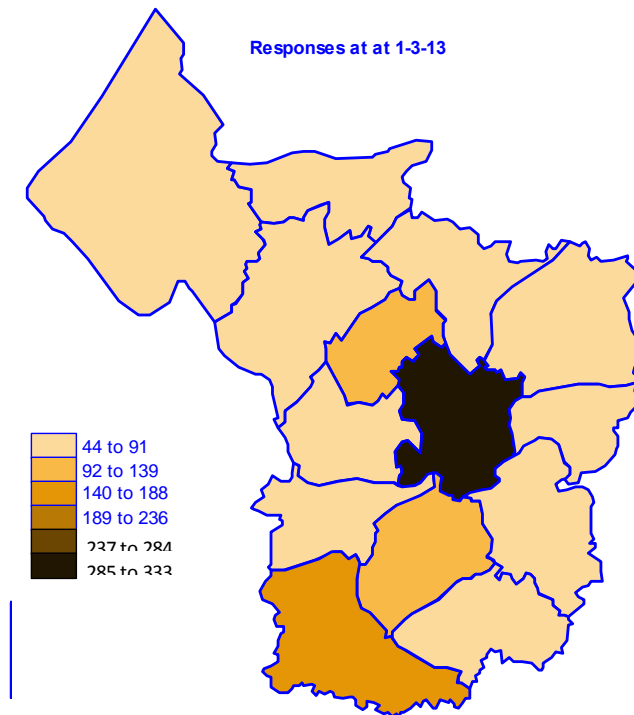 Responses at at 1-3-13
44 to 91
92 to 139
140 to 188
189 to 236
237 to 284
285 to 333